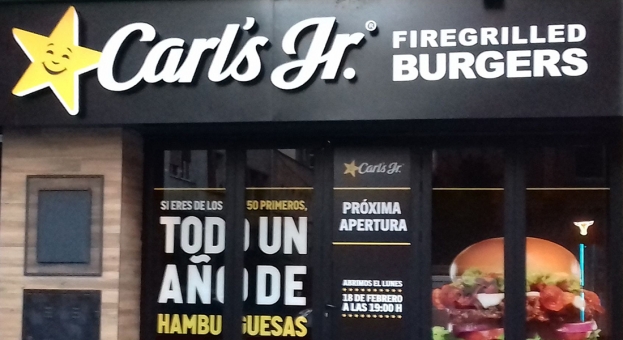 Carl's Jr.®
FIREGRILLED
BURGERS
SI ERES DE LOS 50 PRIMEROS,
TODO UN
AÑO DE
HAMBURGUESAS
Carl's Jr.
PRÓXIMA
APERTURA
ABRIMOS EL LUNES
18 DE FEBRERO
A LAS 19:00 H